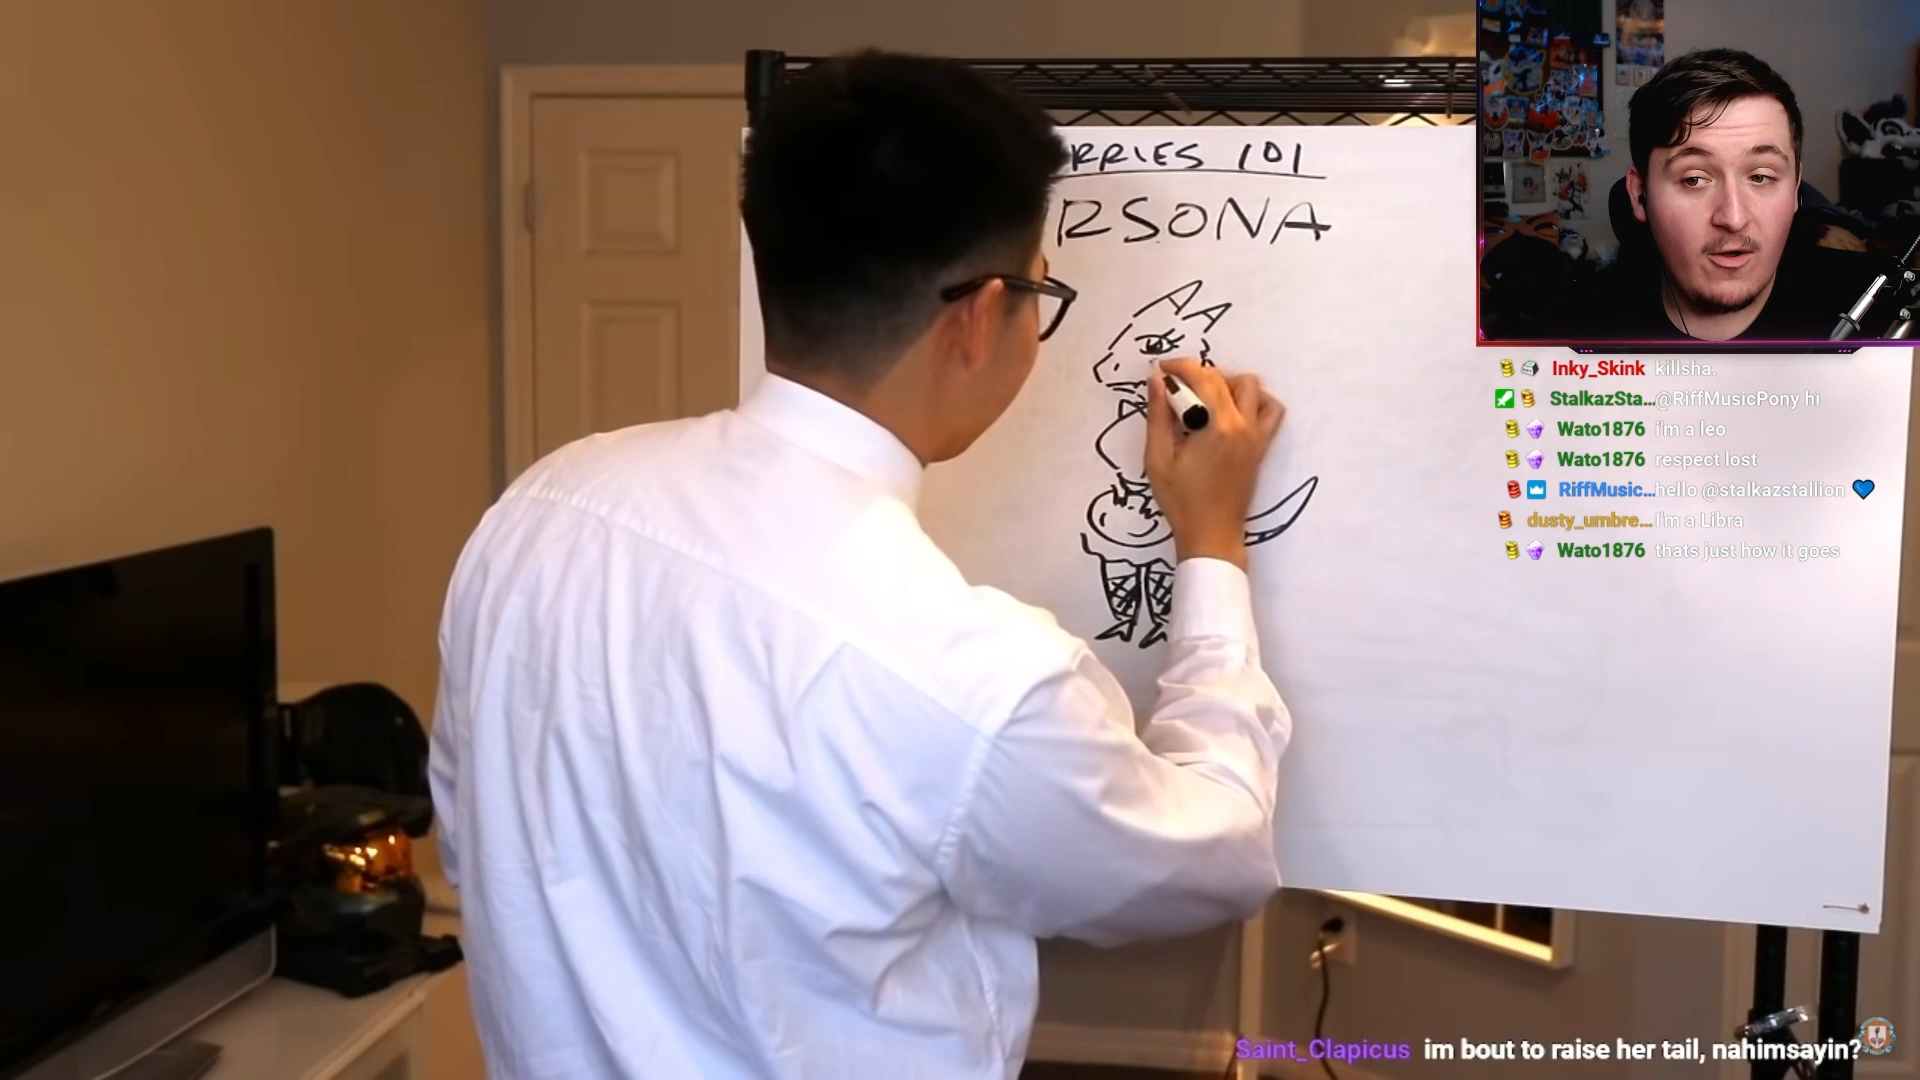 RRIES 101
RSONA
Inky_Skink killsha.
StalkazSta... @RiffMusicPony hi
Wato1876 i'm a leo
Wato1876 respect lost
RiffMusic... hello @stalkazstallion 💙
dusty_umbre... I'm a Libra
Wato1876 thats just how it goes
Saint_Clapicus im bout to raise her tail, nahimsayin?